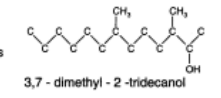 CH₃ CH₃
C C C C C C C
s C C C C C C
OH
3,7 - dimethyl - 2 -tridecanol